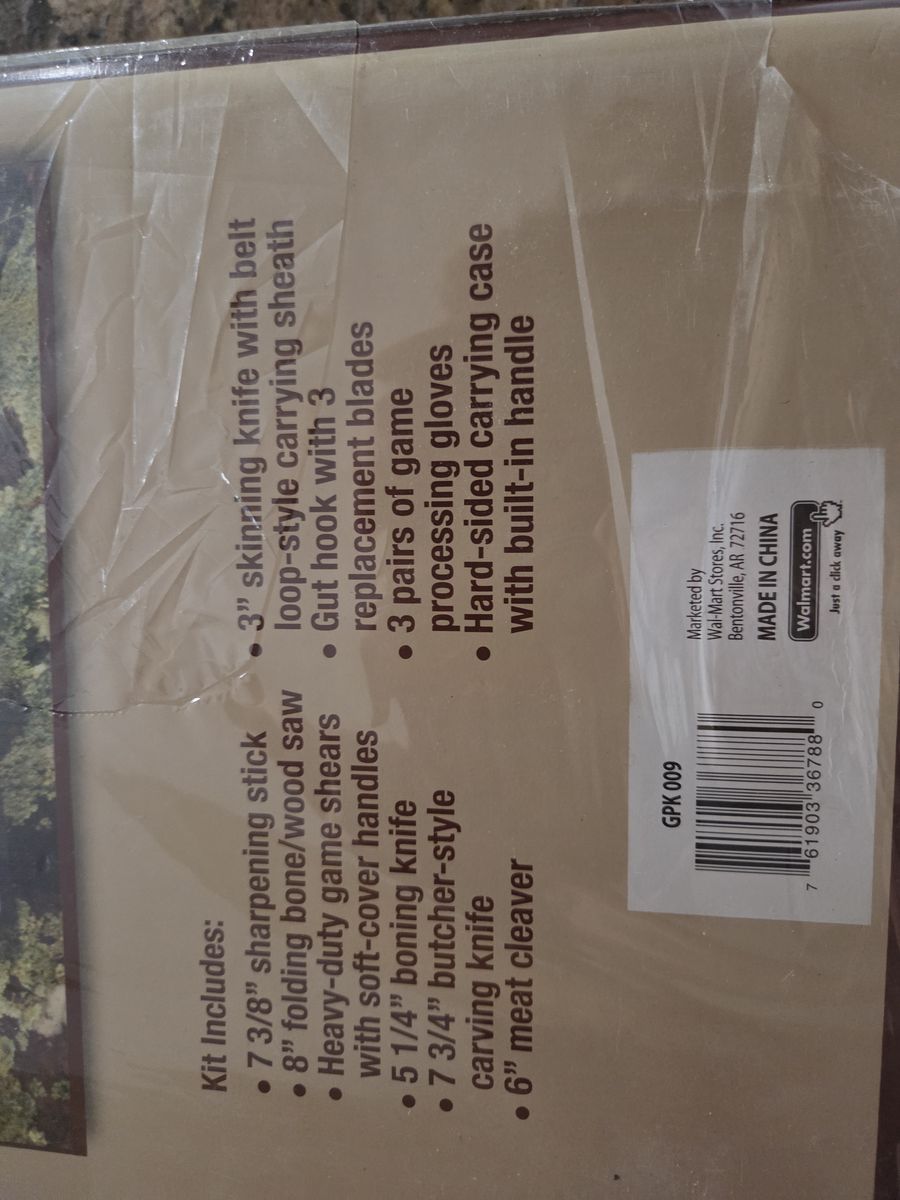 Kit Includes:
• 7 3/8” sharpening stick
• 8” folding bone/wood saw
• Heavy-duty game shears
with soft-cover handles
• 5 1/4” boning knife
• 7 3/4” butcher-style
carving knife
• 6” meat cleaver
• 3” skinning knife with belt
loop-style carrying sheath
• Gut hook with 3
replacement blades
• 3 pairs of game
processing gloves
• Hard-sided carrying case
with built-in handle
GPK 009
7 61903 36788 0
Marketed by
Wal-Mart Stores, Inc.
Bentonville, AR 72716
MADE IN CHINA
Walmart.com
Just a click away